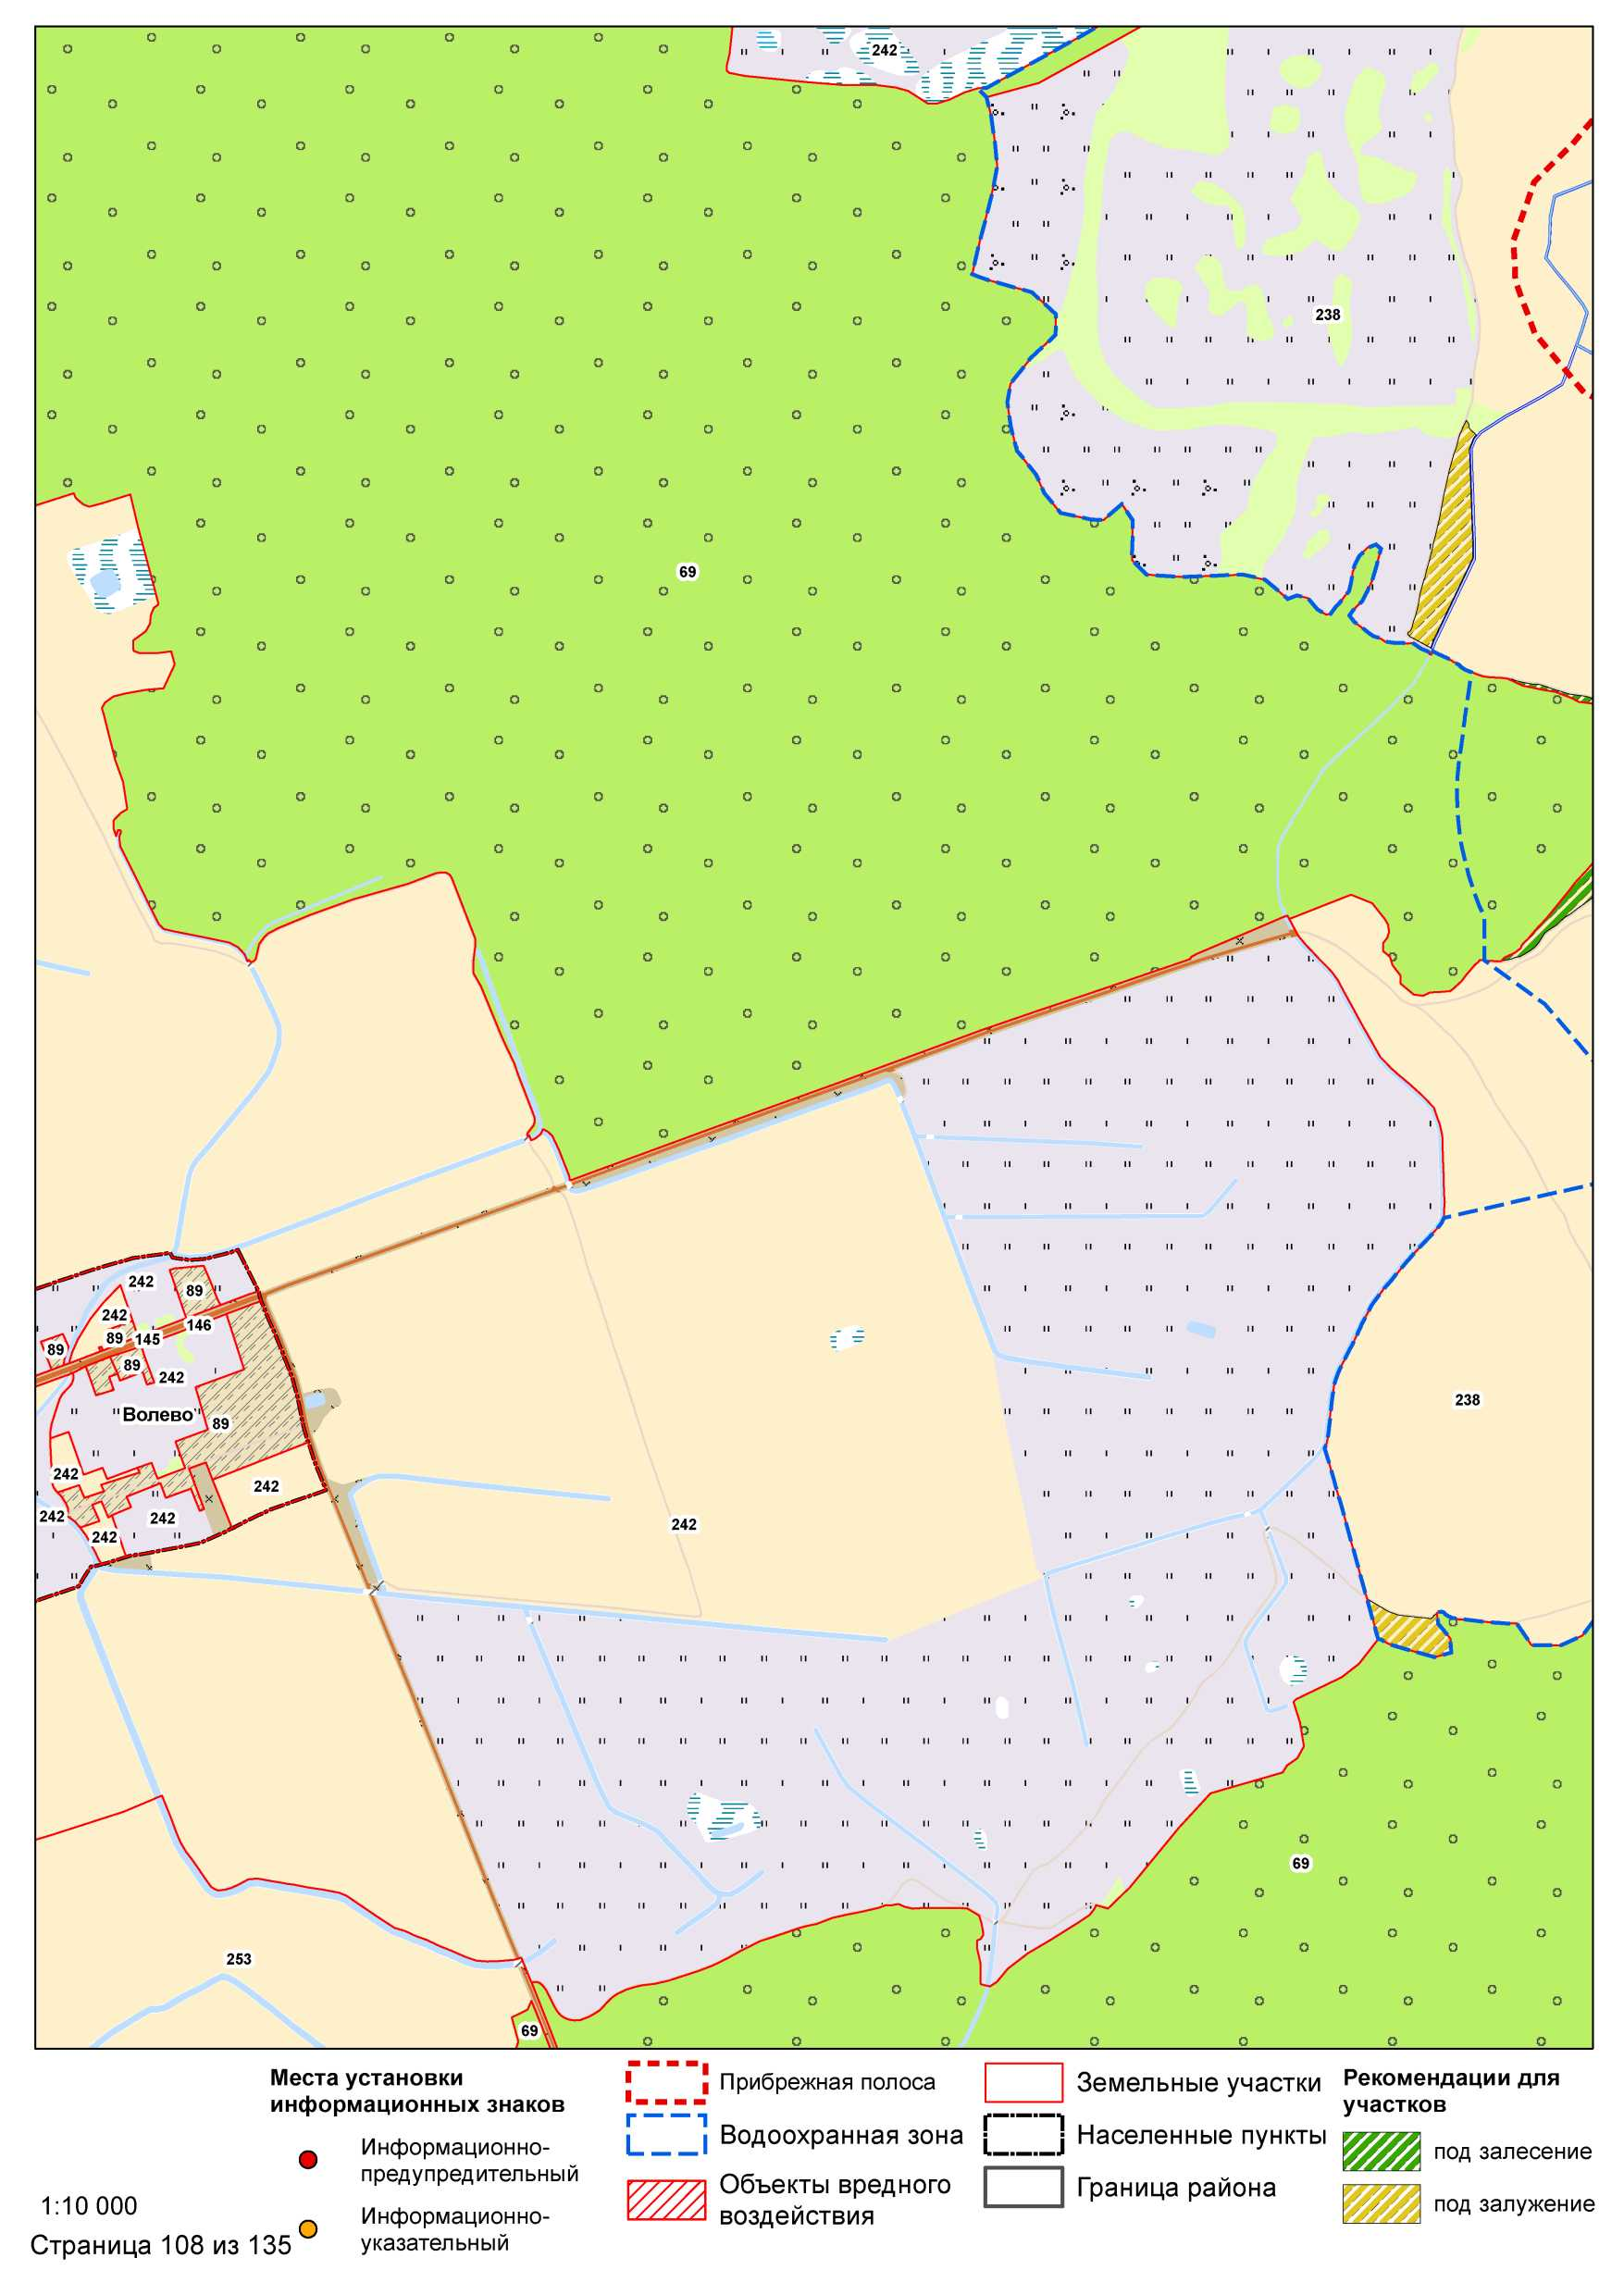 242
238
69
242
89
242
89
145
146
89
89
242
Волево
89
242
242
242
242
242
242
238
69
253
69
Места установки
информационных знаков
Информационно-
предупредительный
Информационно-
указательный
1:10 000
Страница 108 из 135
Прибрежная полоса
Водоохранная зона
Объекты вредного
воздействия
Земельные участки
Населенные пункты
Граница района
Рекомендации для
участков
под залесение
под залужение